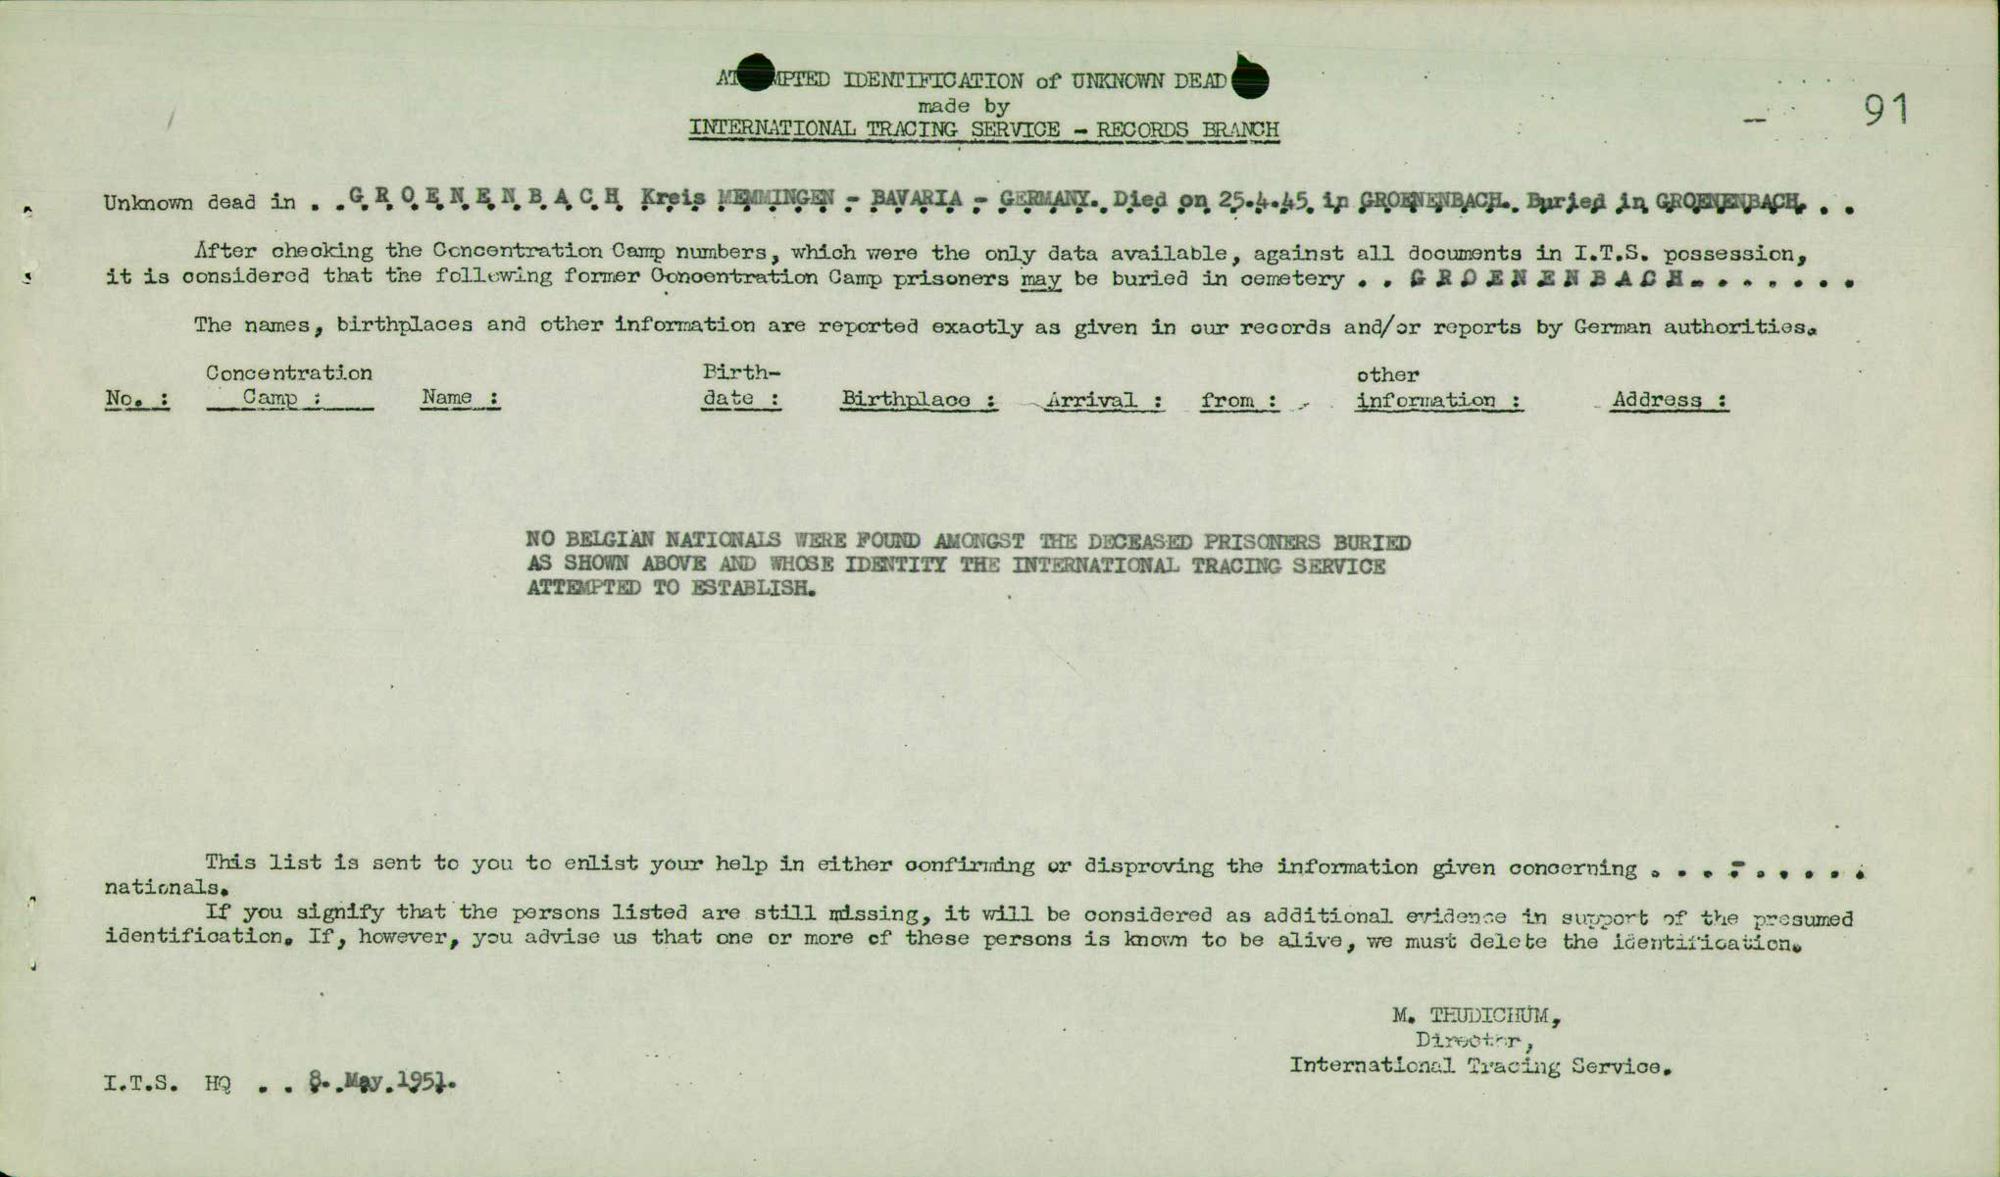 ATTEMPTED IDENTIFICATION of UNKNOWN DEAD
made by
INTERNATIONAL TRACING SERVICE - RECORDS BRANCH
91
Unknown dead in . . G.R.O.E.N.E.N.B.A.C.H. Kreis MEMMINGEN - BAVARIA - GERMANY. Died on 25.4.45 in GROENENBACH. Buried in GROENENBACH. . .
After checking the Concentration Camp numbers, which were the only data available, against all documents in I.T.S. possession,
it is considered that the following former Concentration Camp prisoners may be buried in cemetery . . G R O E N E N B A C H. . . . . . .
The names, birthplaces and other information are reported exactly as given in our records and/or reports by German authorities.
Concentration Birth- other
No. : Camp : Name : date : Birthplace : Arrival : from : information : Address :
NO BELGIAN NATIONALS WERE FOUND AMONGST THE DECEASED PRISONERS BURIED
AS SHOWN ABOVE AND WHOSE IDENTITY THE INTERNATIONAL TRACING SERVICE
ATTEMPTED TO ESTABLISH.
This list is sent to you to enlist your help in either confirming or disproving the information given concerning . . . - . . . . .
nationals.
If you signify that the persons listed are still missing, it will be considered as additional evidence in support of the presumed
identification. If, however, you advise us that one or more of these persons is known to be alive, we must delete the identification.
M. THUDICHUM,
Director,
International Tracing Service.
I.T.S. HQ . . 8. May 1951.